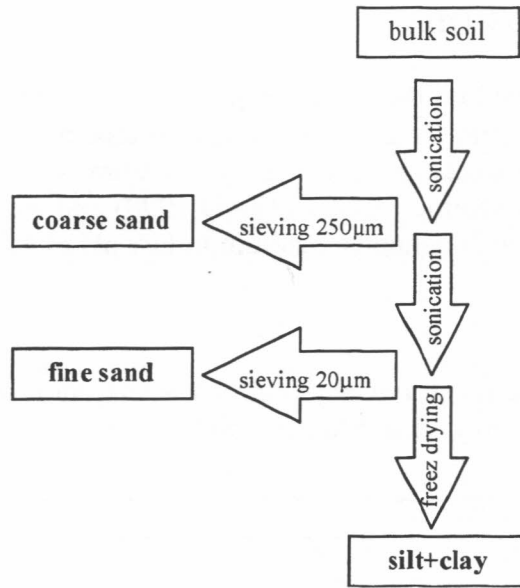 bulk soil
sonication
coarse sand
sieving 250µm
sonication
fine sand
sieving 20µm
freez drying
silt+clay